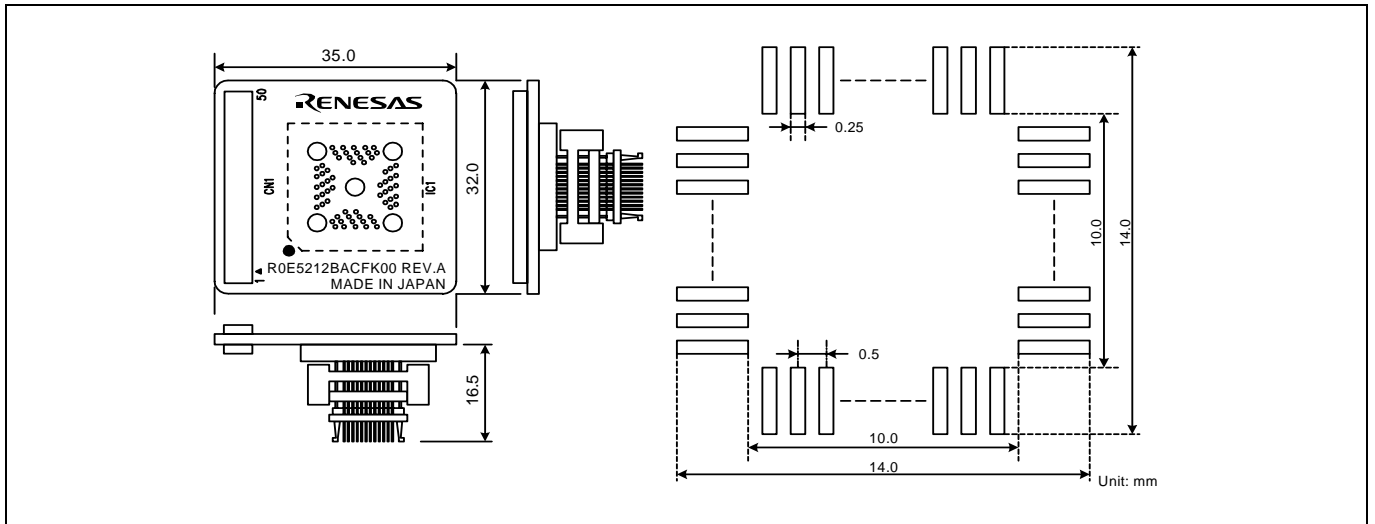 35.0
50
RENESAS
CN1
IC1
32.0
R0E5212BACFK00 REV.A
1
MADE IN JAPAN
16.5
0.25
10.0
14.0
0.5
10.0
14.0
Unit: mm